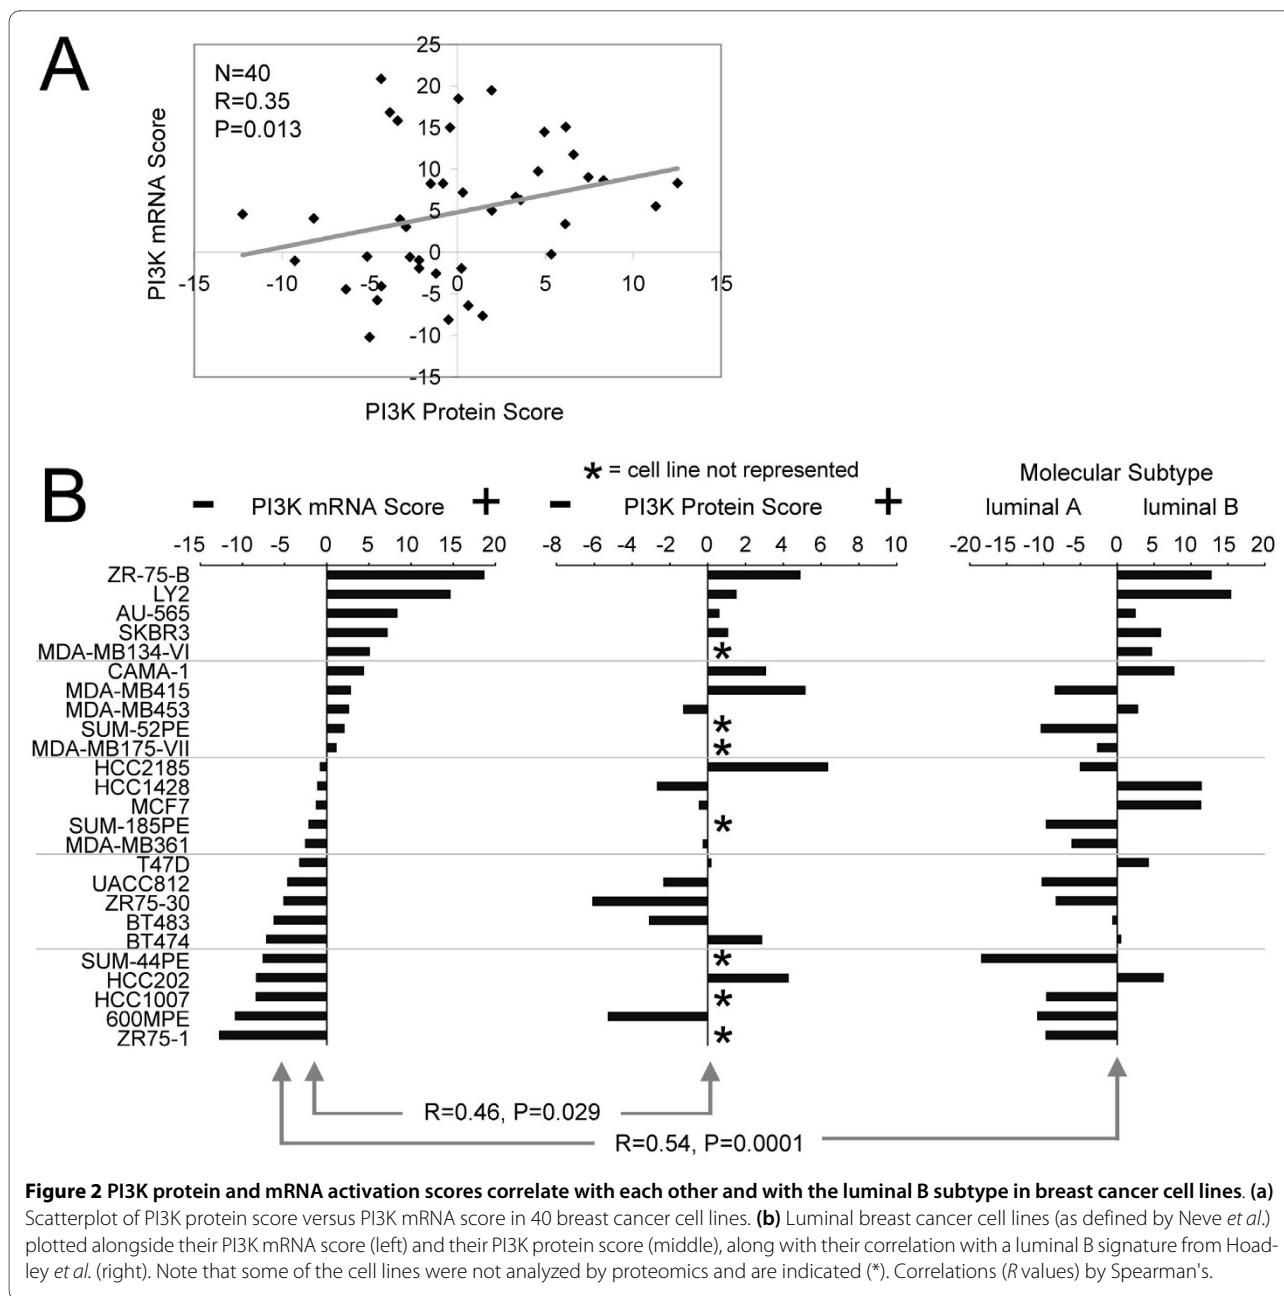 A
N=40
R=0.35
P=0.013
PI3K mRNA Score
25
20
15
10
5
0
-5
-10
-15
-15 -10 -5 0 5 10 15
PI3K Protein Score
B
* = cell line not represented
Molecular Subtype
- PI3K mRNA Score +
- PI3K Protein Score +
luminal A luminal B
-15 -10 -5 0 5 10 15 20
-8 -6 -4 -2 0 2 4 6 8 10
-20 -15 -10 -5 0 5 10 15 20
ZR-75-B
LY2
AU-565
SKBR3
MDA-MB134-VI *
CAMA-1
MDA-MB415
MDA-MB453
SUM-52PE *
MDA-MB175-VII *
HCC2185
HCC1428
MCF7
SUM-185PE *
MDA-MB361
T47D
UACC812
ZR75-30
BT483
BT474
SUM-44PE *
HCC202
HCC1007 *
600MPE
ZR75-1 *
R=0.46, P=0.029
R=0.54, P=0.0001
Figure 2 PI3K protein and mRNA activation scores correlate with each other and with the luminal B subtype in breast cancer cell lines. (a)
Scatterplot of PI3K protein score versus PI3K mRNA score in 40 breast cancer cell lines. (b) Luminal breast cancer cell lines (as defined by Neve et al.)
plotted alongside their PI3K mRNA score (left) and their PI3K protein score (middle), along with their correlation with a luminal B signature from Hoad-
ley et al. (right). Note that some of the cell lines were not analyzed by proteomics and are indicated (*). Correlations (R values) by Spearman's.